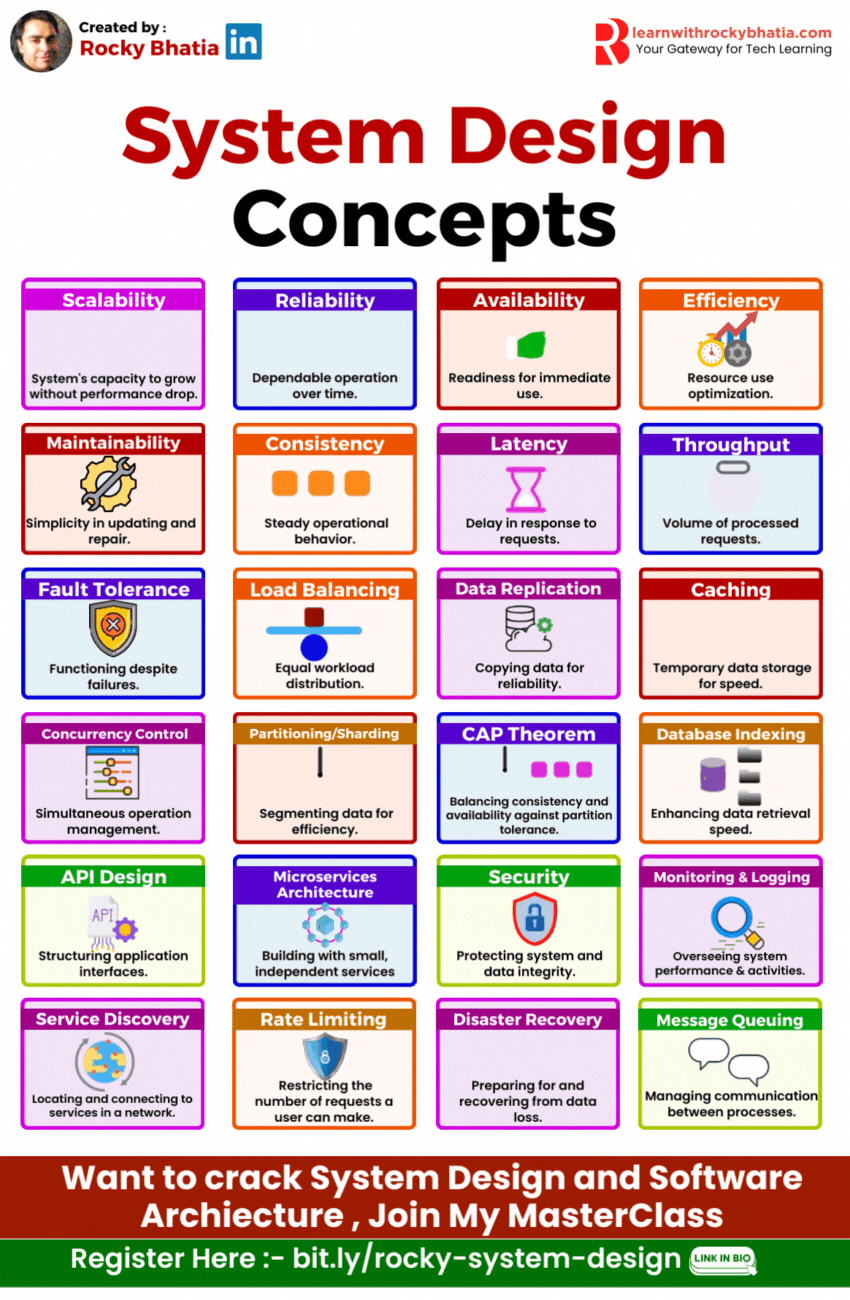 Created by :
Rocky Bhatia in
learnwithrockybhatia.com
Your Gateway for Tech Learning
System Design
Concepts
Scalability
System's capacity to grow
without performance drop.
Reliability
Dependable operation
over time.
Availability
Readiness for immediate
use.
Efficiency
Resource use
optimization.
Maintainability
Simplicity in updating and
repair.
Consistency
Steady operational
behavior.
Latency
Delay in response to
requests.
Throughput
Volume of processed
requests.
Fault Tolerance
Functioning despite
failures.
Load Balancing
Equal workload
distribution.
Data Replication
Copying data for
reliability.
Caching
Temporary data storage
for speed.
Concurrency Control
Simultaneous operation
management.
Partitioning/Sharding
Segmenting data for
efficiency.
CAP Theorem
Balancing consistency and
availability against partition
tolerance.
Database Indexing
Enhancing data retrieval
speed.
API Design
API
Structuring application
interfaces.
Microservices
Architecture
Building with small,
independent services
Security
Protecting system and
data integrity.
Monitoring & Logging
Overseeing system
performance & activities.
Service Discovery
Locating and connecting to
services in a network.
Rate Limiting
Restricting the
number of requests a
user can make.
Disaster Recovery
Preparing for and
recovering from data
loss.
Message Queuing
Managing communication
between processes.
Want to crack System Design and Software
Archiecture , Join My MasterClass
Register Here :- bit.ly/rocky-system-design LINK IN BIO